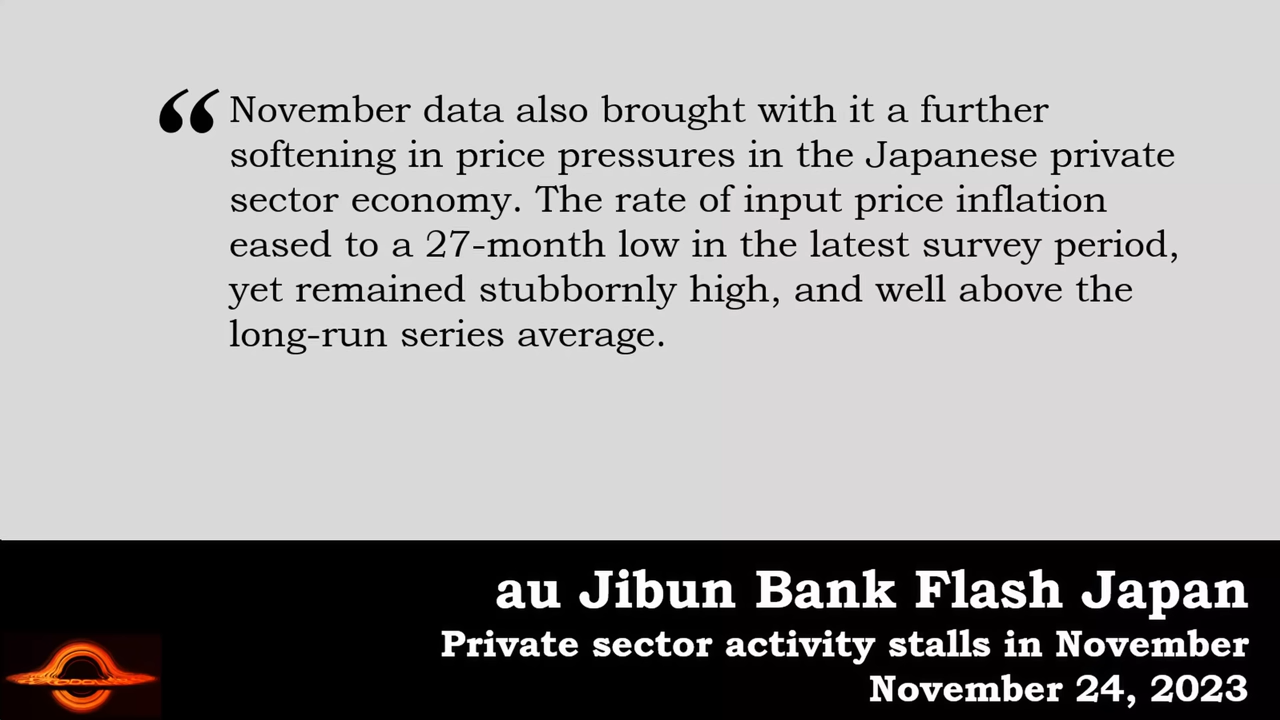 “November data also brought with it a further
softening in price pressures in the Japanese private
sector economy. The rate of input price inflation
eased to a 27-month low in the latest survey period,
yet remained stubbornly high, and well above the
long-run series average.
au Jibun Bank Flash Japan
Private sector activity stalls in November
November 24, 2023